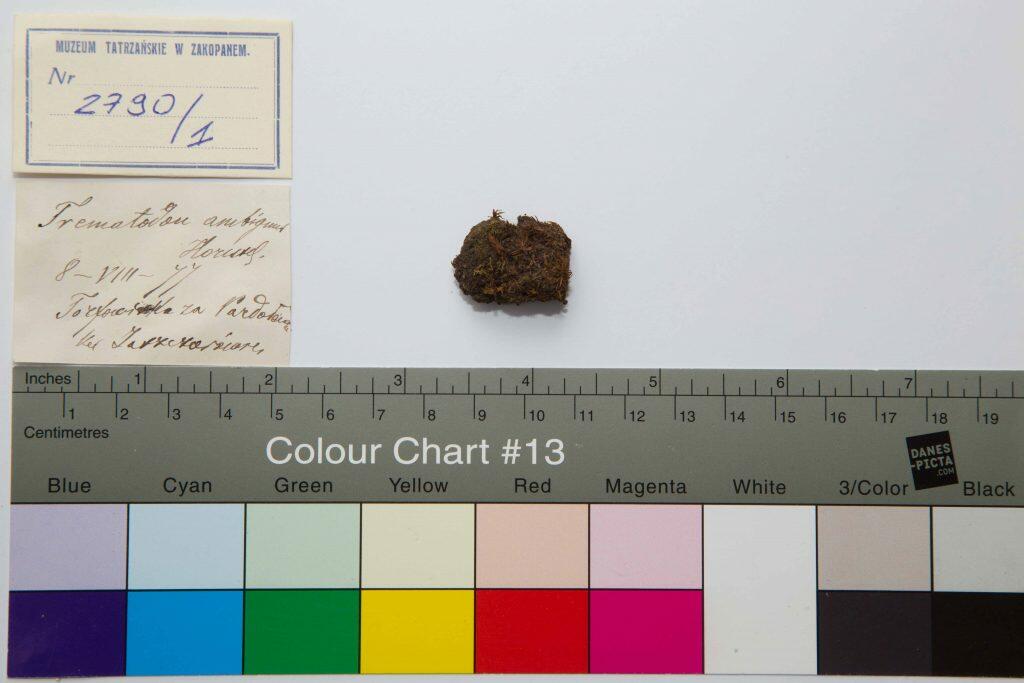 MUZEUM TATRZAŃSKIE W ZAKOPANEM.
Nr
2790/1
Trematodon ambiguus
Hornsch.
8-VIII-77
za
Inches 1 2 3 4 5 6 7
1 2 3 4 5 6 7 8 9 10 11 12 13 14 15 16 17 18 19
Centimetres
Colour Chart #13
DANES
-PICTA
.COM
Blue Cyan Green Yellow Red Magenta White 3/Color Black